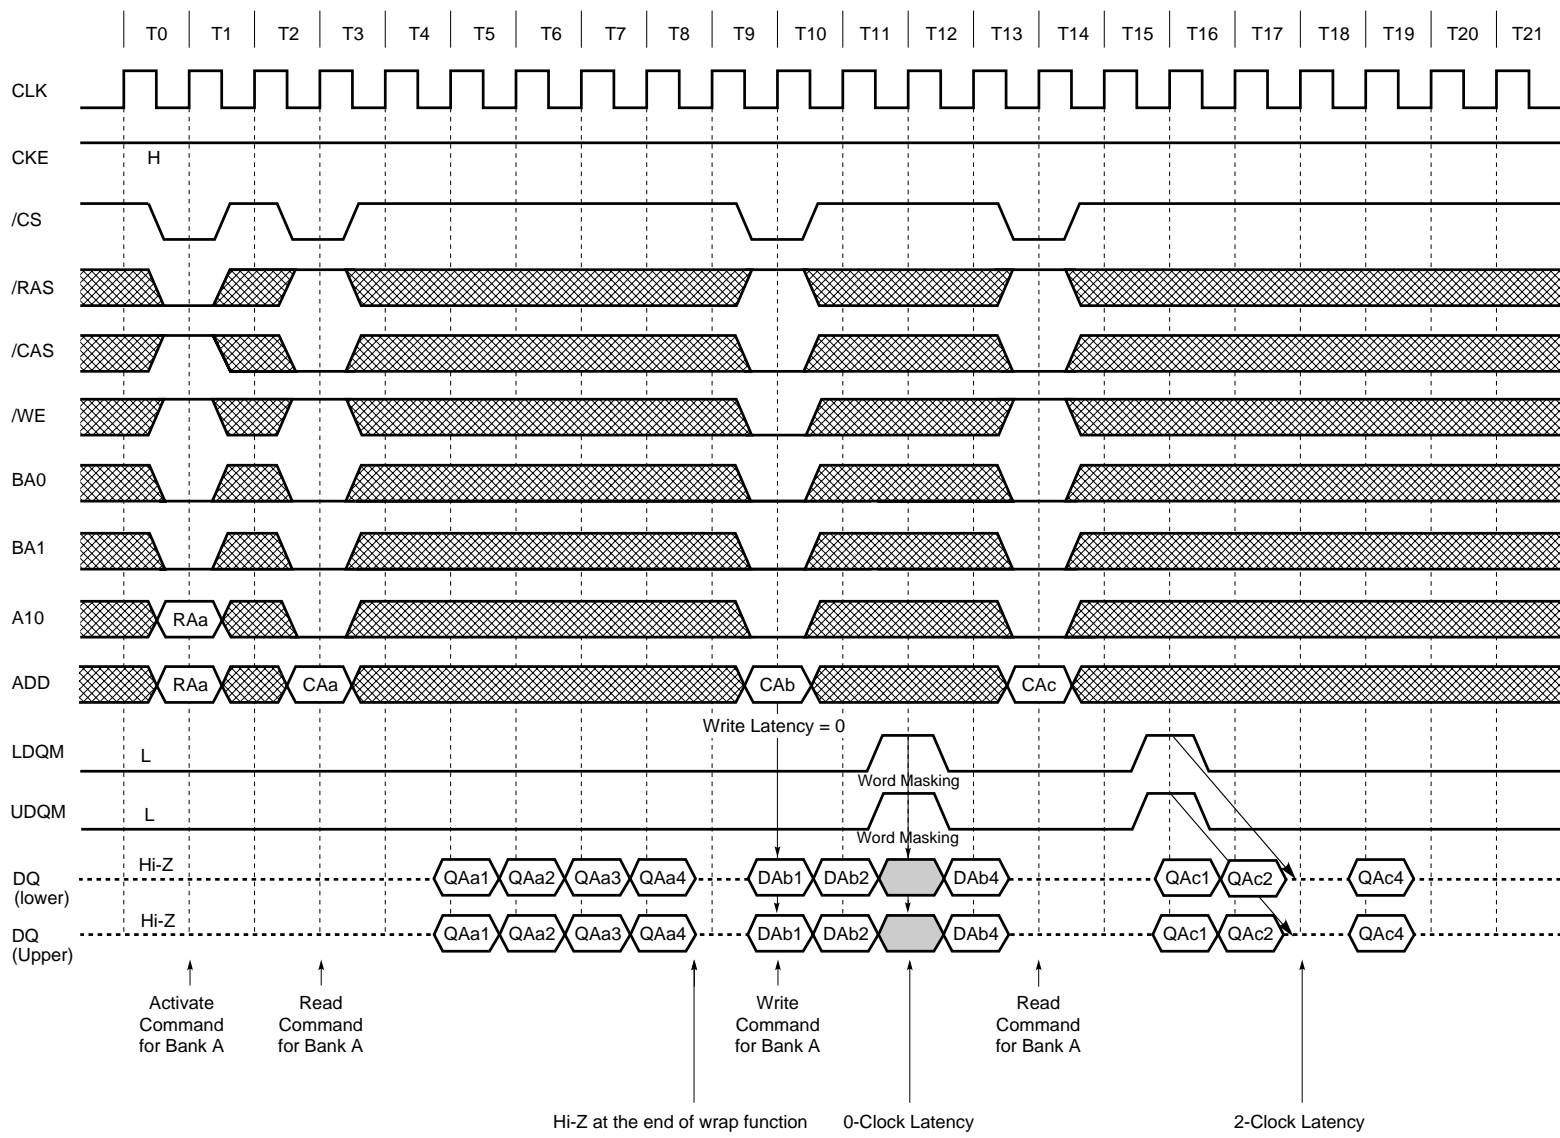 T0 T1 T2 T3 T4 T5 T6 T7 T8 T9 T10 T11 T12 T13 T14 T15 T16 T17 T18 T19 T20 T21
CLK
CKE H
/CS
/RAS
/CAS
/WE
BA0
BA1
A10 RAa
ADD RAa CAa CAb CAc
Write Latency = 0
LDQM L
Word Masking
UDQM L
Word Masking
Hi-Z
DQ QAa1 QAa2 QAa3 QAa4 DAb1 DAb2 DAb4 QAc1 QAc2 QAc4
(lower)
Hi-Z
DQ QAa1 QAa2 QAa3 QAa4 DAb1 DAb2 DAb4 QAc1 QAc2 QAc4
(Upper)
Activate
Command
for Bank A
Read
Command
for Bank A
Write
Command
for Bank A
Read
Command
for Bank A
Hi-Z at the end of wrap function
0-Clock Latency
2-Clock Latency